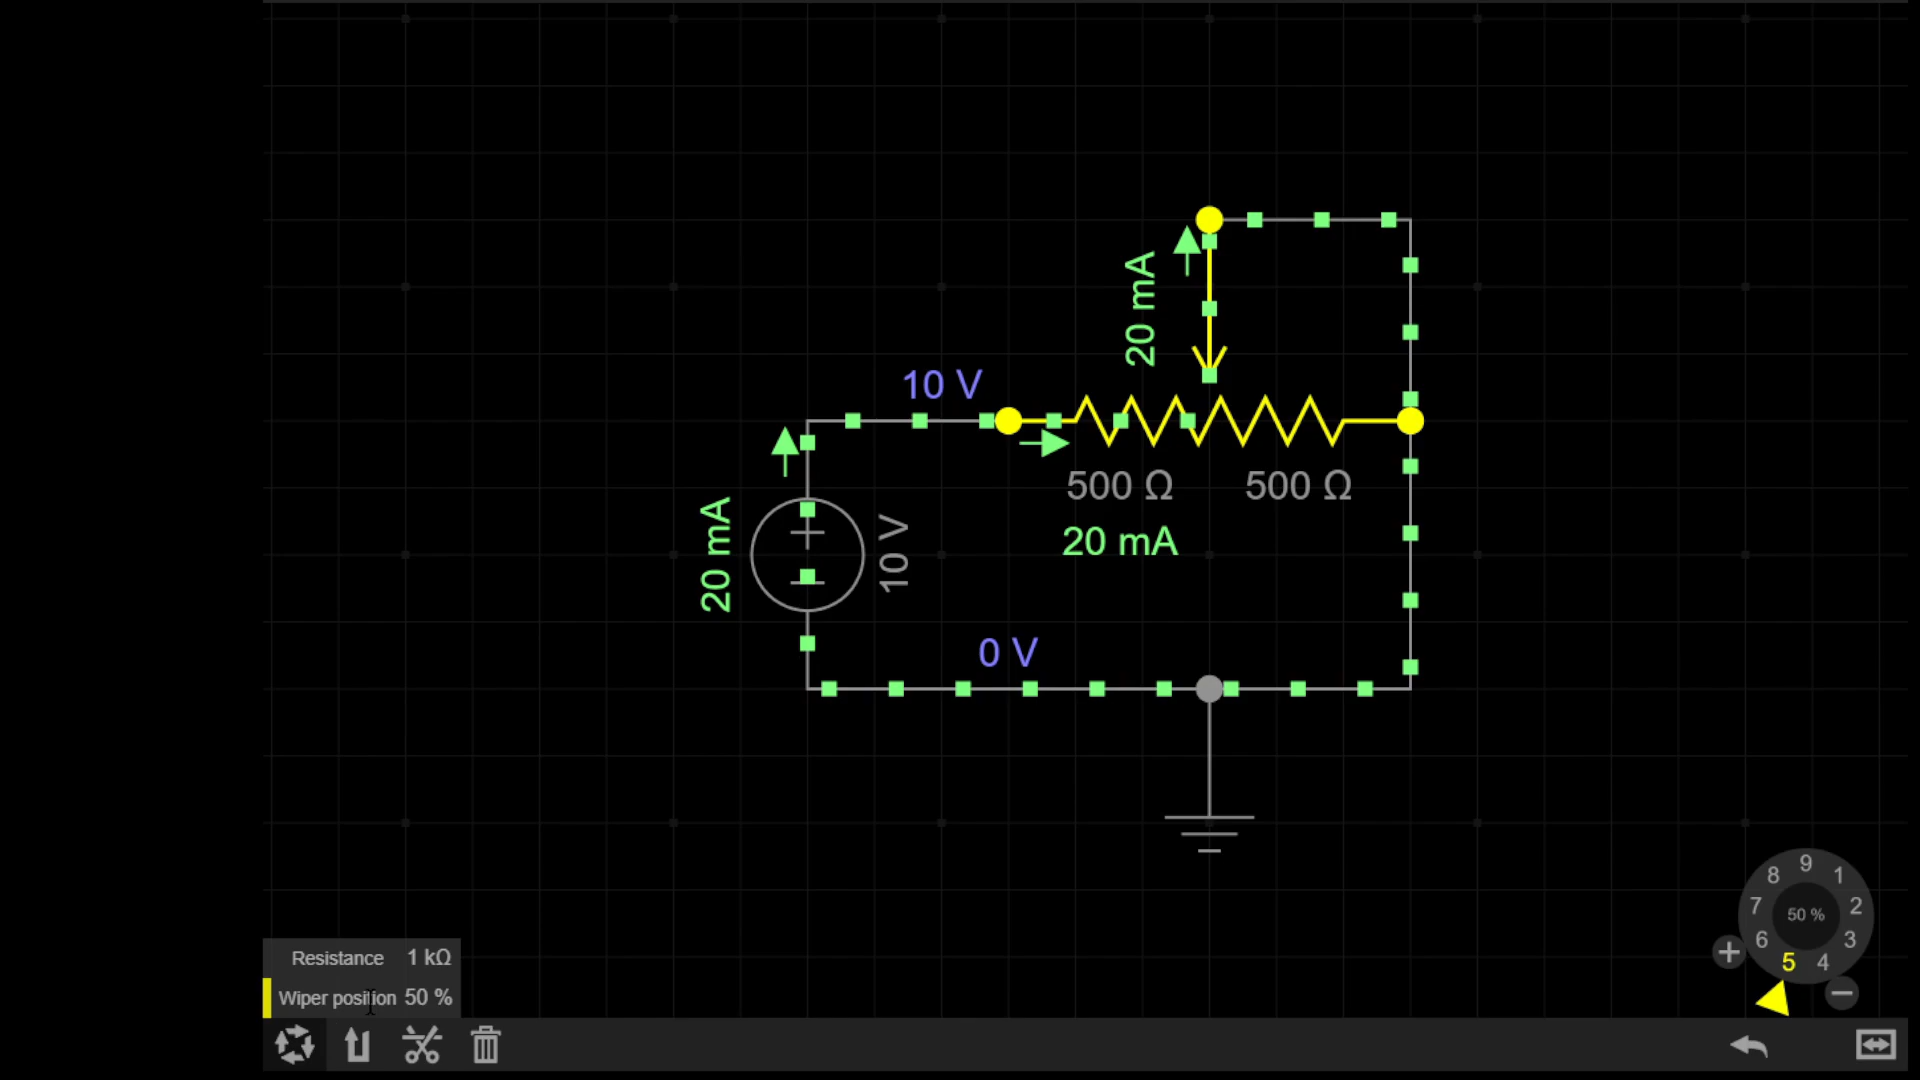 20 mA
10 V
500 Ω 500 Ω
20 mA
20 mA
10 V
0 V
9
8 1
7 50 % 2
6 3
5 4
Resistance 1 kΩ
Wiper position 50 %